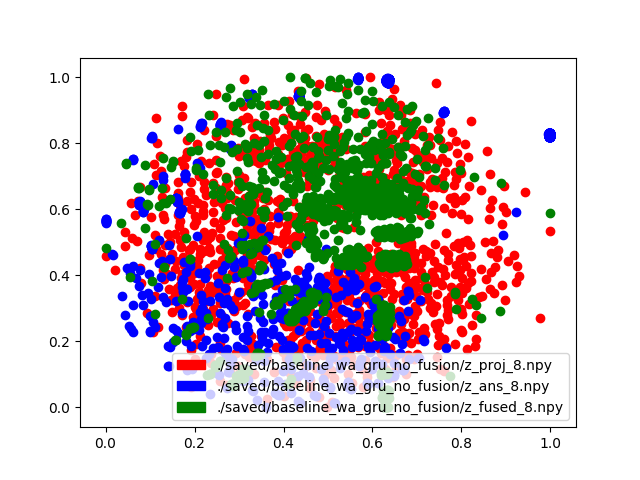 1.0
0.8
0.6
0.4
0.2
0.0
./saved/baseline_wa_gru_no_fusion/z_proj_8.npy
./saved/baseline_wa_gru_no_fusion/z_ans_8.npy
./saved/baseline_wa_gru_no_fusion/z_fused_8.npy
0.0 0.2 0.4 0.6 0.8 1.0